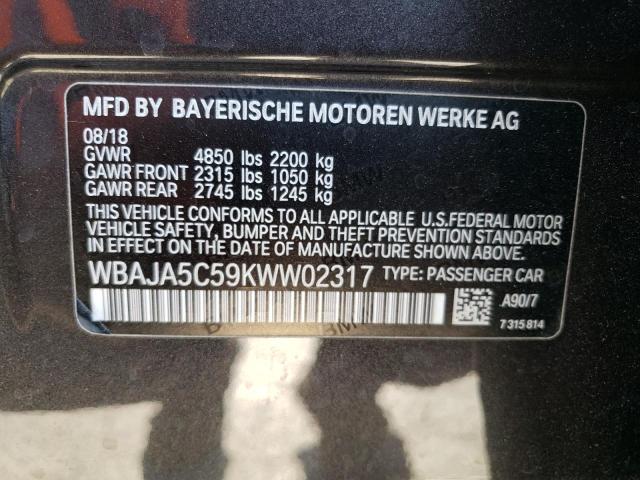 MFD BY BAYERISCHE MOTOREN WERKE AG
08/18
GVWR 4850 lbs 2200 kg
GAWR FRONT 2315 lbs 1050 kg
GAWR REAR 2745 lbs 1245 kg
THIS VEHICLE CONFORMS TO ALL APPLICABLE U.S.FEDERAL MOTOR
VEHICLE SAFETY, BUMPER AND THEFT PREVENTION STANDARDS
IN EFFECT ON THE DATE OF MANUFACTURE SHOWN ABOVE.
WBAJA5C59KWW02317 TYPE: PASSENGER CAR
A90/7
7 315 814